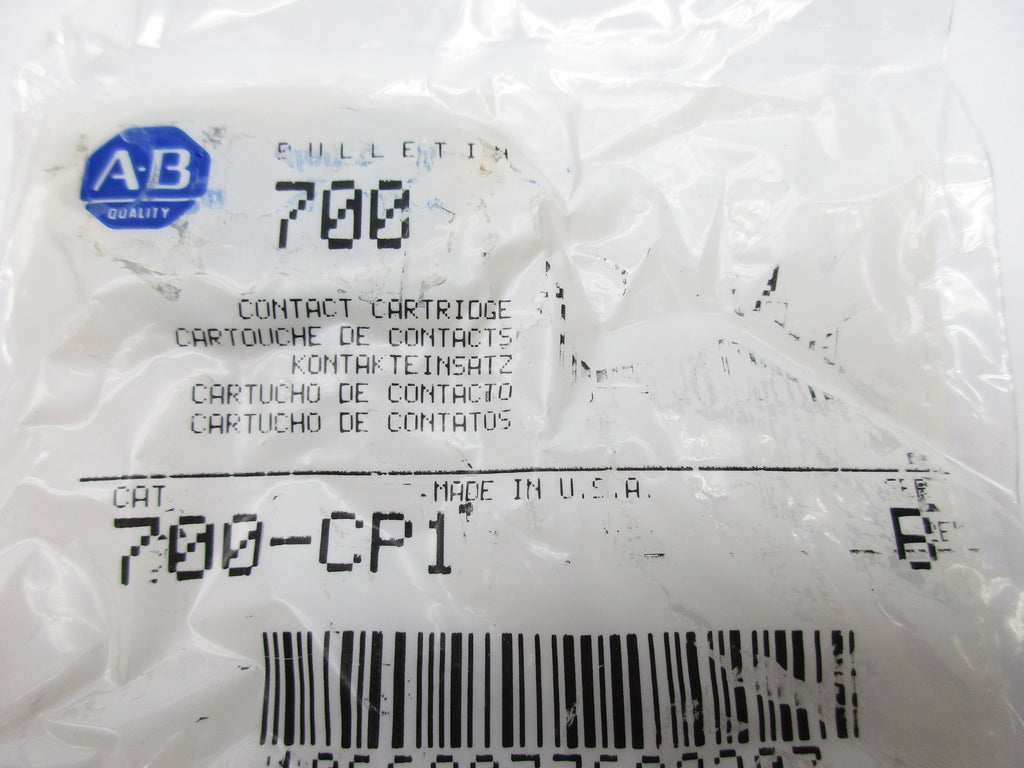 A-B
QUALITY
BULLETIN
700
CONTACT CARTRIDGE
CARTOUCHE DE CONTACTS
KONTAKTEINSATZ
CARTUCHO DE CONTACTO
CARTUCHO DE CONTATOS
CAT MADE IN U.S.A. SER
700-CP1